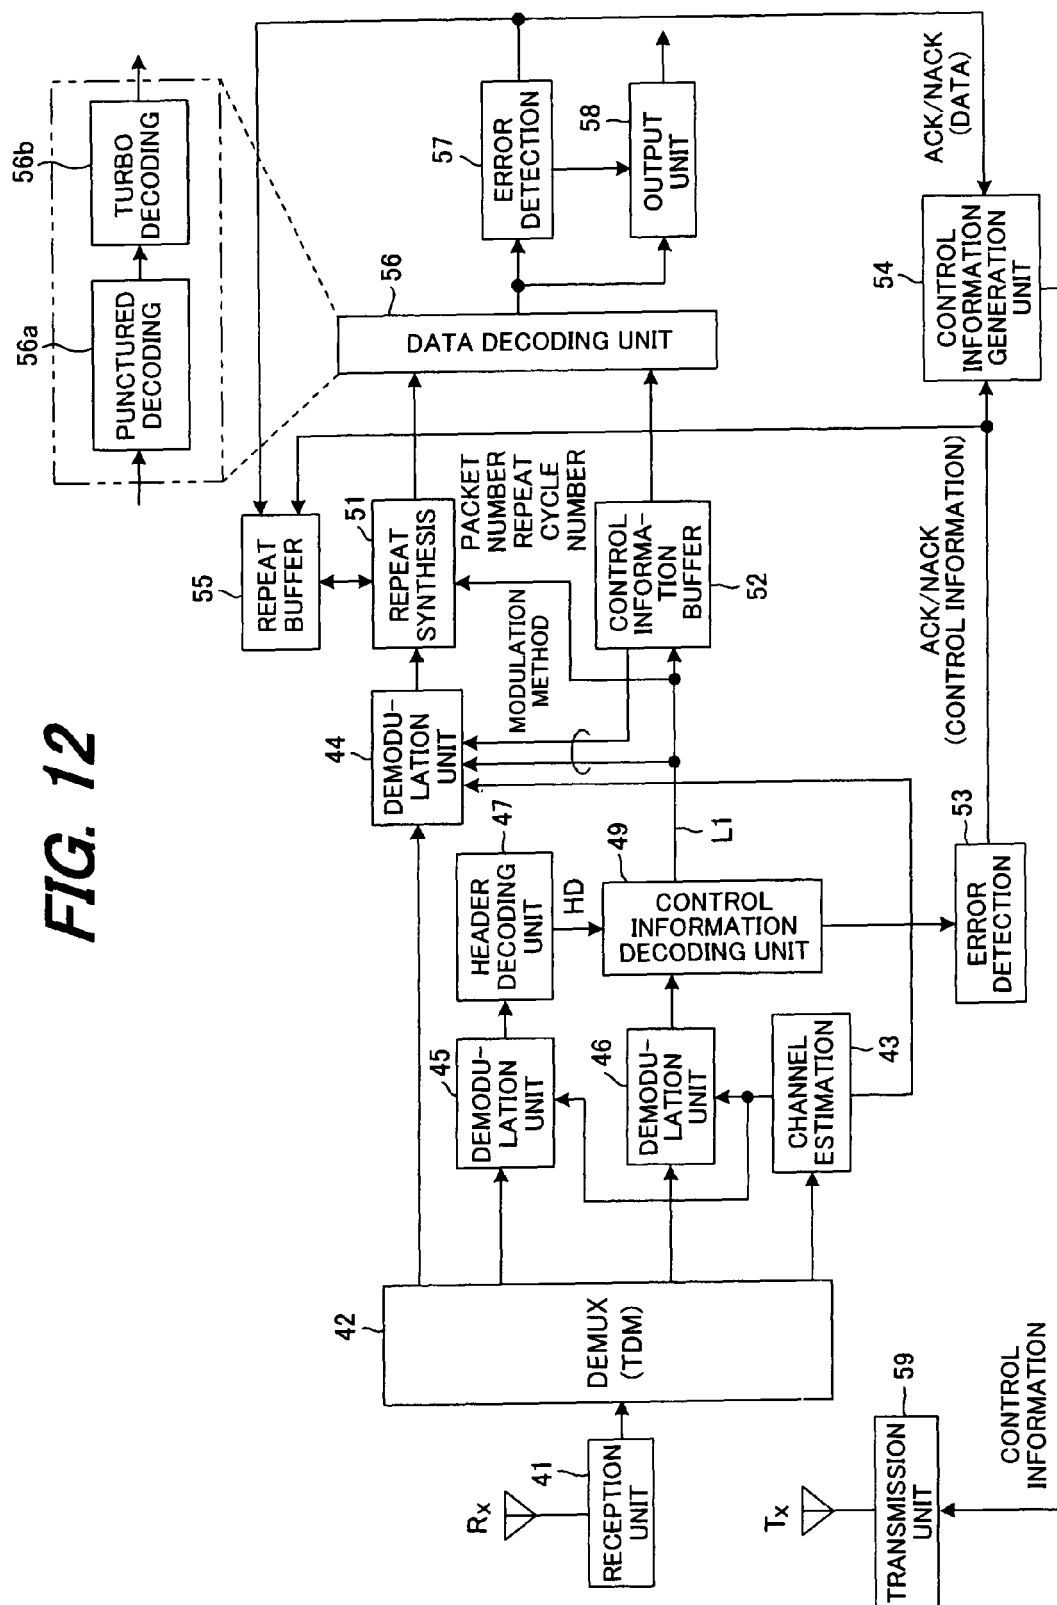 FIG. 12
56a
PUNCTURED
DECODING
56b
TURBO
DECODING
55
REPEAT
BUFFER
44
DEMODU-
LATION
UNIT
51
REPEAT
SYNTHESIS
56
DATA DECODING UNIT
57
ERROR
DETECTION
58
OUTPUT
UNIT
PACKET
NUMBER REPEAT
CYCLE
NUMBER
MODULATION
METHOD
47
HEADER
DECODING
UNIT
HD
45
DEMODU-
LATION
UNIT
42
DEMUX
(TDM)
Rx
41
RECEPTION
UNIT
46
DEMODU-
LATION
UNIT
49
CONTROL
INFORMATION
DECODING UNIT
L1
CONTROL
INFORMA-
TION
BUFFER
52
CHANNEL
ESTIMATION
43
53
ERROR
DETECTION
ACK/NACK
(CONTROL INFORMATION)
ACK/NACK
(DATA)
54
CONTROL
INFORMATION
GENERATION
UNIT
Tx
59
TRANSMISSION
UNIT
CONTROL
INFORMATION